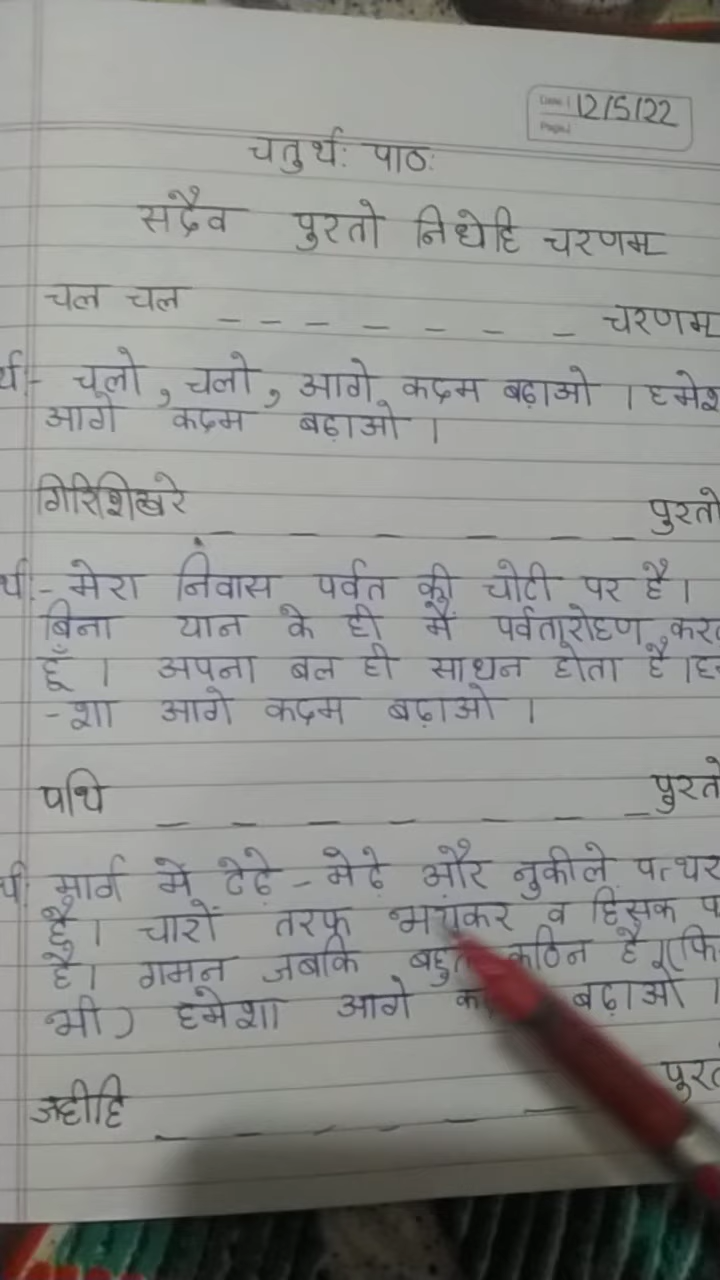 Date 12/5/22
Page
चतुर्थः पाठः
सदैव पुरतो निधेहि चरणम
चल चल _ _ _ _ _ _ _ चरणम
र्थ - चलो, चलो, आगे कदम बढ़ाओ । हमेश
आगे कदम बढ़ाओ ।
गिरिशिखरे _ _ _ _ _ _ पुरतो
र्थ - मेरा निवास पर्वत की चोटी पर है ।
बिना यान के ही मैं पर्वतारोहण कर
हूँ । अपना बल ही साधन होता है । ह
-शा आगे कदम बढ़ाओ ।
पथि _ _ _ _ _ _ _ पुरतो
र्थ मार्ग में टेढ़े - मेढ़े और नुकीले पत्थर
है । चारों तरफ भयंकर व हिसक प
है । गमन जबकि बहुत कठिन है (फि
भी) हमेशा आगे बढ़ाओ ।
जहीहि _ _ _ _ _ पुरत